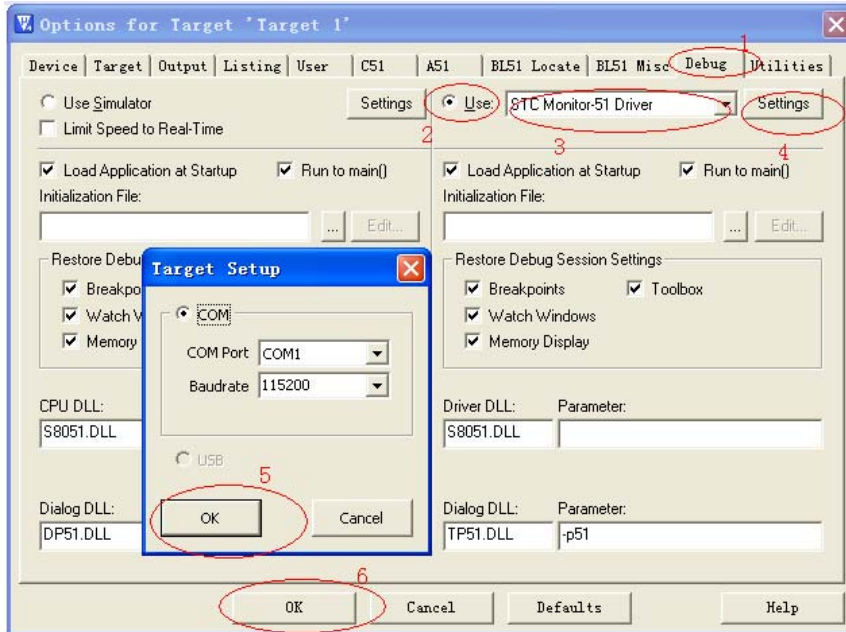 Options for Target 'Target 1'
1
Device Target Output Listing User C51 A51 BL51 Locate BL51 Misc Debug Utilities
Use Simulator Settings Use: STC Monitor-51 Driver Settings
Limit Speed to Real-Time
2
3
4
Load Application at Startup Run to main() Load Application at Startup Run to main()
Initialization File: Initialization File:
... Edit... ... Edit...
Restore Debu Restore Debug Session Settings
Target Setup
Breakpo Breakpoints Toolbox
Watch W Watch Windows
Memory Memory Display
COM
COM Port COM1
Baudrate 115200
USB
5
OK Cancel
CPU DLL: Driver DLL: Parameter:
S8051.DLL S8051.DLL
Dialog DLL: Dialog DLL: Parameter:
DP51.DLL TP51.DLL -p51
6
OK Cancel Defaults Help